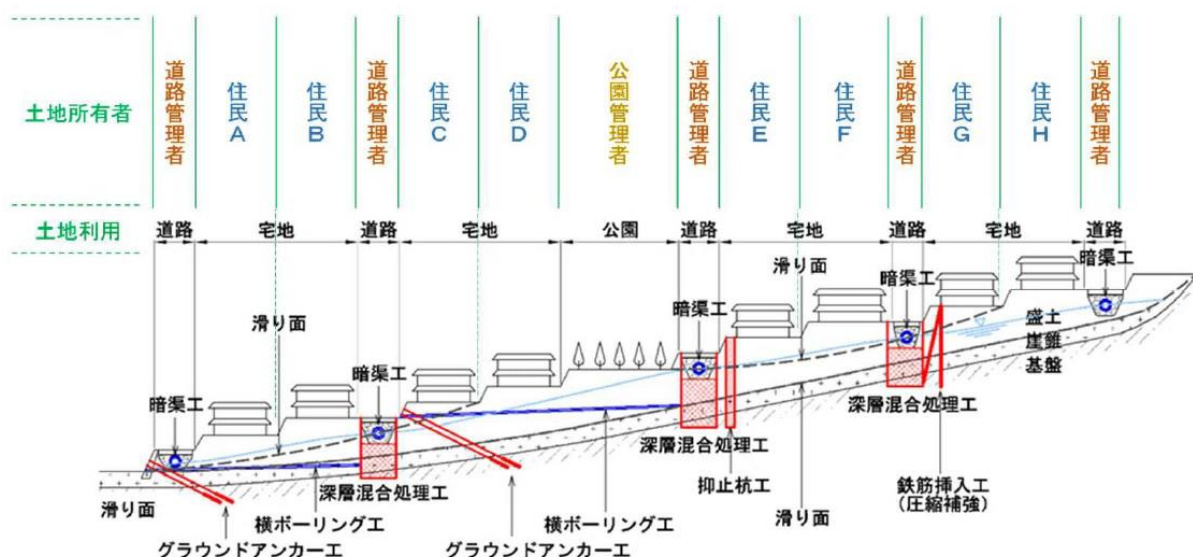 土地所有者
道路管理者
住民A
住民B
道路管理者
住民C
住民D
公園管理者
道路管理者
住民E
住民F
道路管理者
住民G
住民H
道路管理者
土地利用
道路
宅地
道路
宅地
公園
道路
宅地
道路
宅地
道路
滑り面
暗渠工
暗渠工
滑り面
暗渠工
暗渠工
盛土
崖錐
基盤
暗渠工
暗渠工
深層混合処理工
深層混合処理工
深層混合処理工
抑止杭工
鉄筋挿入工
(圧縮補強)
滑り面
横ボーリング工
横ボーリング工
滑り面
グラウンドアンカー工
グラウンドアンカー工